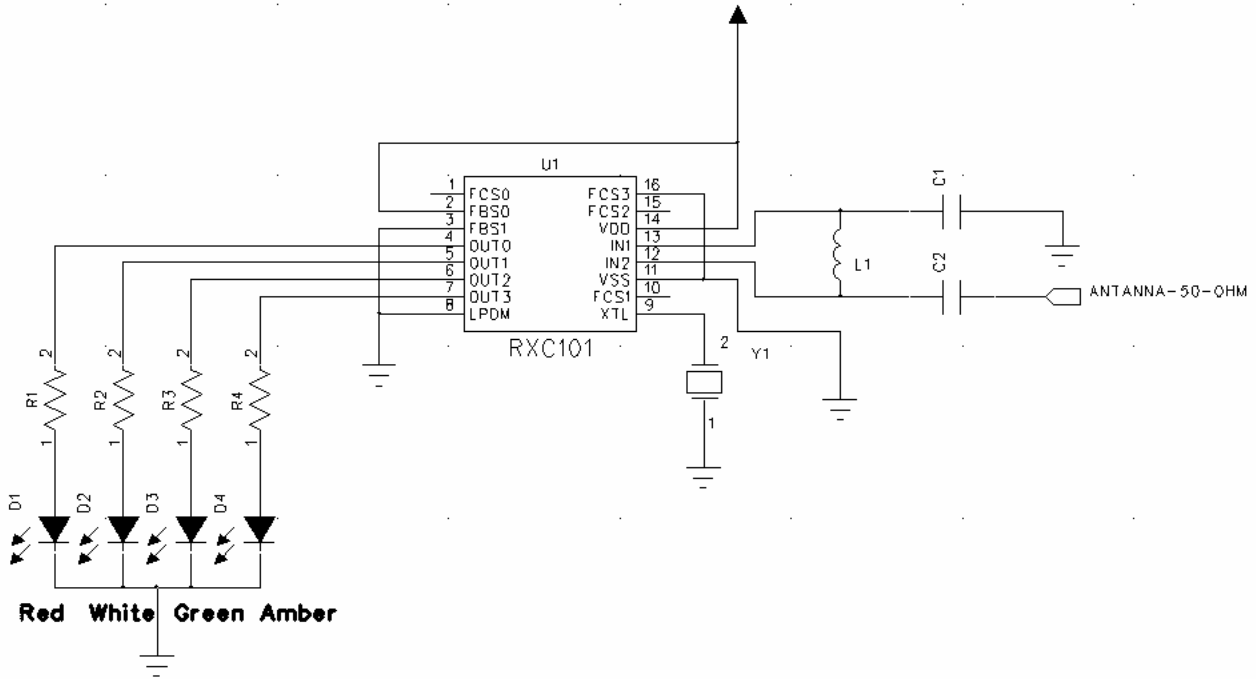 U1
1 FCS0 FCS3 16
2 FBS0 FCS2 15
3 FBS1 VDD 14
4 OUT0 IN1 13
5 OUT1 IN2 12
6 OUT2 VSS 11
7 OUT3 FCS1 10
8 LPDM XTL 9
RXC101
C1
L1
C2
ANTANNA-50-OHM
2 Y1
1
2 2 2 2
R1 R2 R3 R4
1 1 1 1
D1 D2 D3 D4
Red White Green Amber